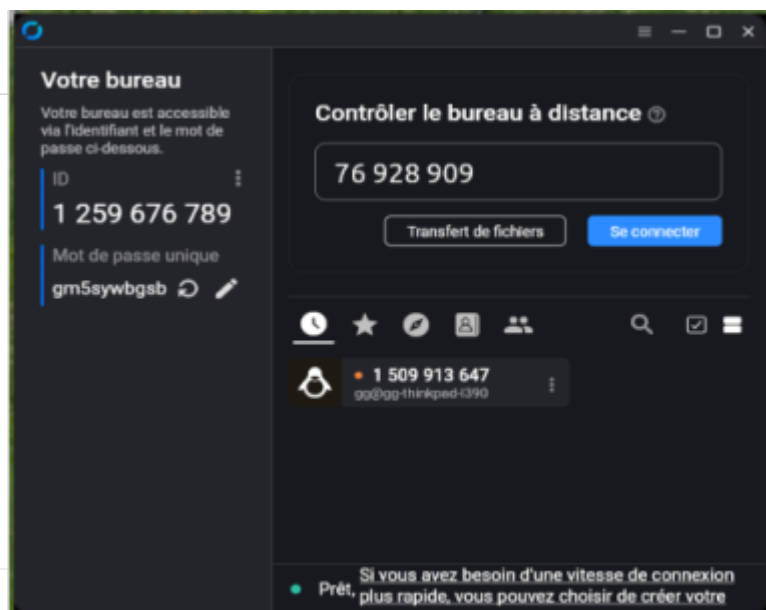 Votre bureau
Votre bureau est accessible
via l'identifiant et le mot de
passe ci-dessous.
ID
1 259 676 789
Mot de passe unique
gm5sywbgsb
Contrôler le bureau à distance
76 928 909
Transfert de fichiers
Se connecter
1 509 913 647
gg@gg-thinkpad-l390
Prêt, Si vous avez besoin d'une vitesse de connexion
plus rapide, vous pouvez choisir de créer votre